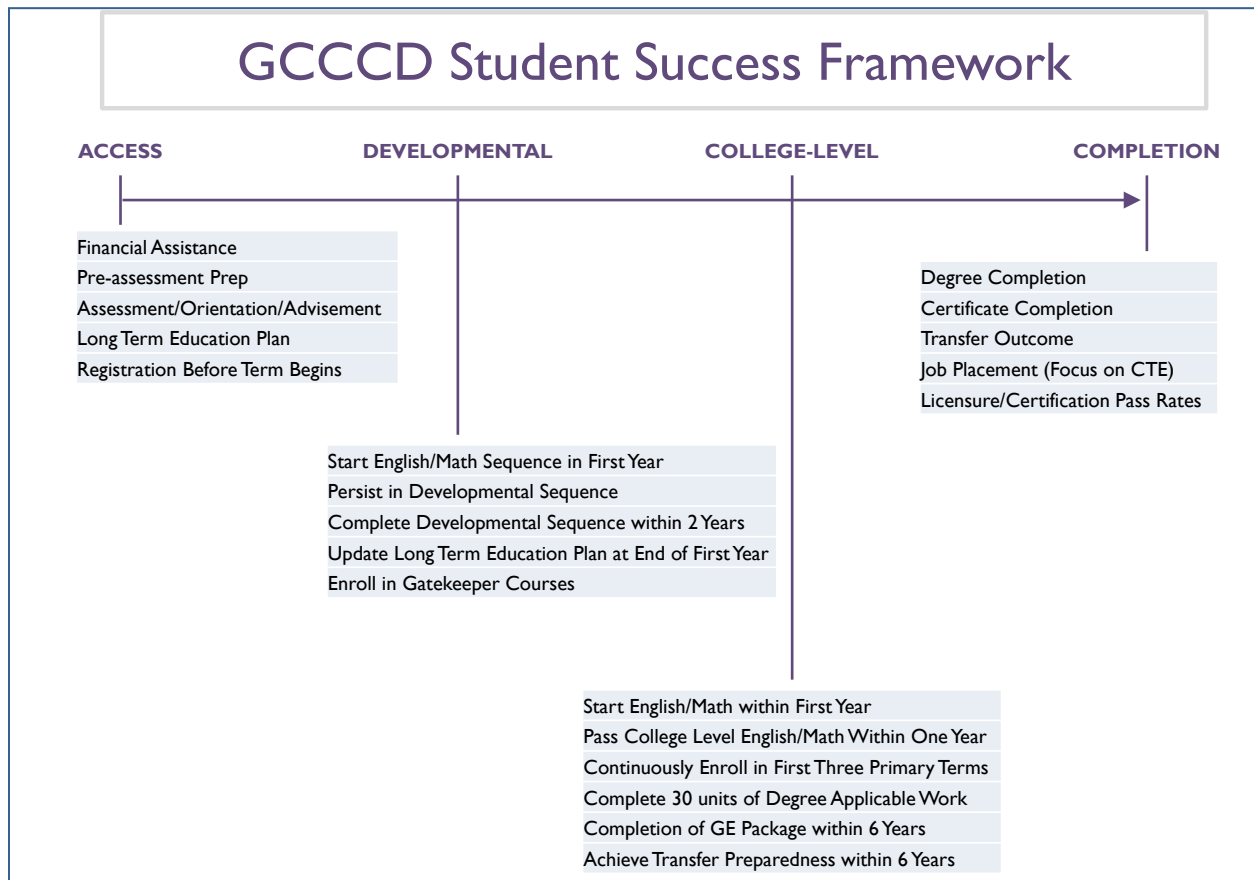 GCCCD Student Success Framework
ACCESS
DEVELOPMENTAL
COLLEGE-LEVEL
COMPLETION
Financial Assistance
Pre-assessment Prep
Assessment/Orientation/Advisement
Long Term Education Plan
Registration Before Term Begins
Degree Completion
Certificate Completion
Transfer Outcome
Job Placement (Focus on CTE)
Licensure/Certification Pass Rates
Start English/Math Sequence in First Year
Persist in Developmental Sequence
Complete Developmental Sequence within 2 Years
Update Long Term Education Plan at End of First Year
Enroll in Gatekeeper Courses
Start English/Math within First Year
Pass College Level English/Math Within One Year
Continuously Enroll in First Three Primary Terms
Complete 30 units of Degree Applicable Work
Completion of GE Package within 6 Years
Achieve Transfer Preparedness within 6 Years